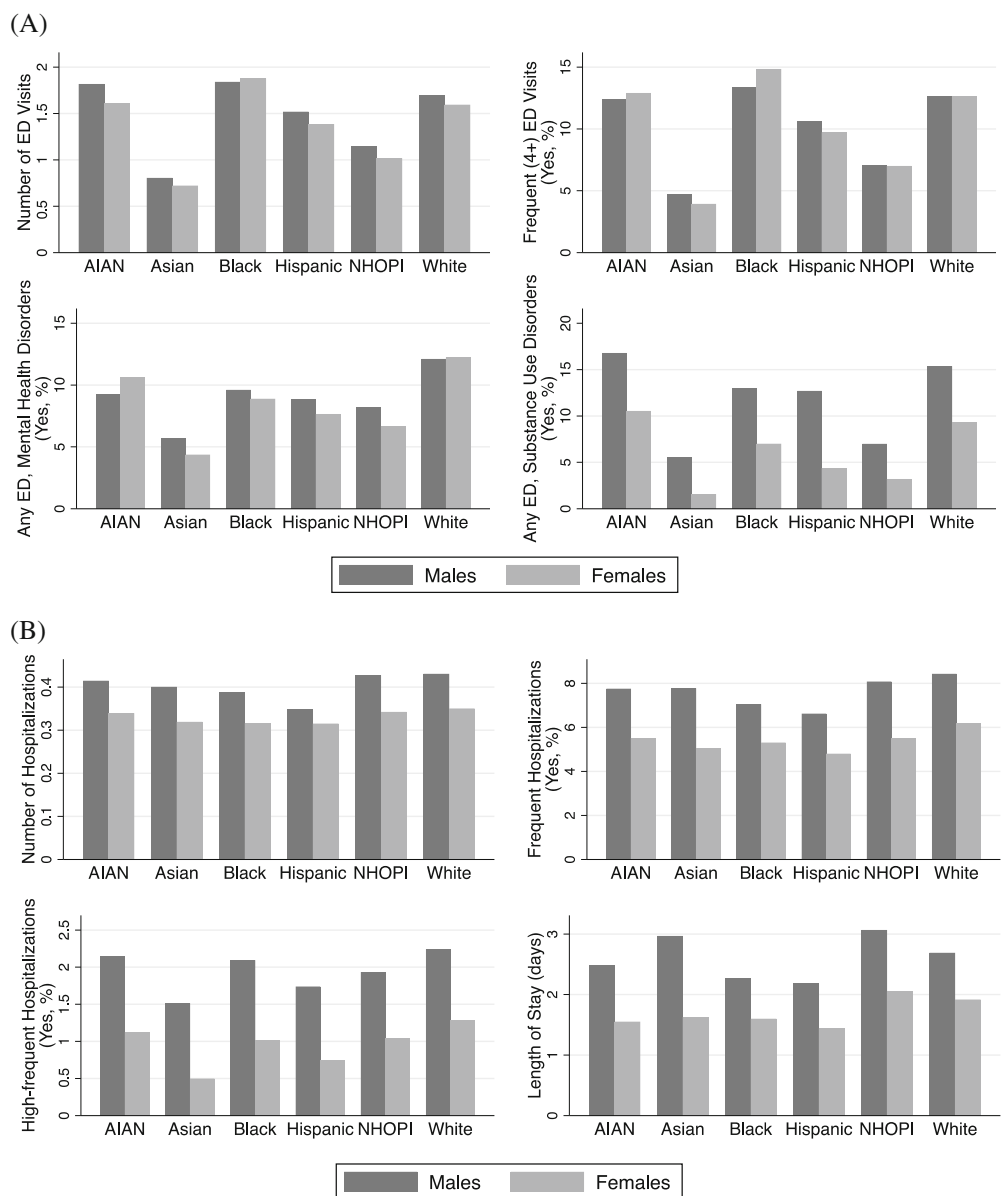 (A)
Number of ED Visits
2
1.5
1
0.5
0
AIAN Asian Black Hispanic NHOPI White
Frequent (4+) ED Visits
(Yes, %)
15
10
5
0
AIAN Asian Black Hispanic NHOPI White
Any ED, Mental Health Disorders
(Yes, %)
15
10
5
0
AIAN Asian Black Hispanic NHOPI White
Any ED, Substance Use Disorders
(Yes, %)
20
15
10
5
0
AIAN Asian Black Hispanic NHOPI White
Males Females
(B)
Number of Hospitalizations
0.4
0.3
0.2
0.1
0
AIAN Asian Black Hispanic NHOPI White
Frequent Hospitalizations
(Yes, %)
8
6
4
2
0
AIAN Asian Black Hispanic NHOPI White
High-frequent Hospitalizations
(Yes, %)
2.5
2
1.5
1
0.5
0
AIAN Asian Black Hispanic NHOPI White
Length of Stay (days)
3
2
1
0
AIAN Asian Black Hispanic NHOPI White
Males Females